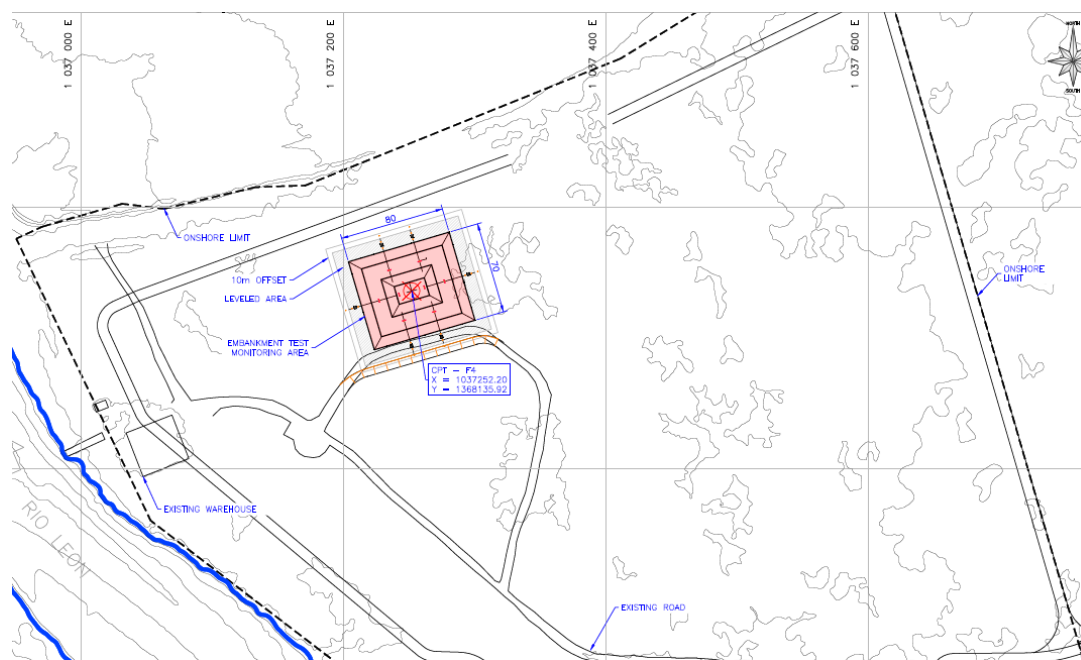 1 037 000 E
1 037 200 E
1 037 400 E
1 037 600 E
NORTH
SOUTH
ONSHORE LIMIT
80
70
10m OFFSET
LEVELED AREA
EMBANKMENT TEST
MONITORING AREA
ONSHORE
LIMIT
CPT - F4
X = 1037252.20
Y = 1368135.92
EXISTING WAREHOUSE
RIO LEON
EXISTING ROAD